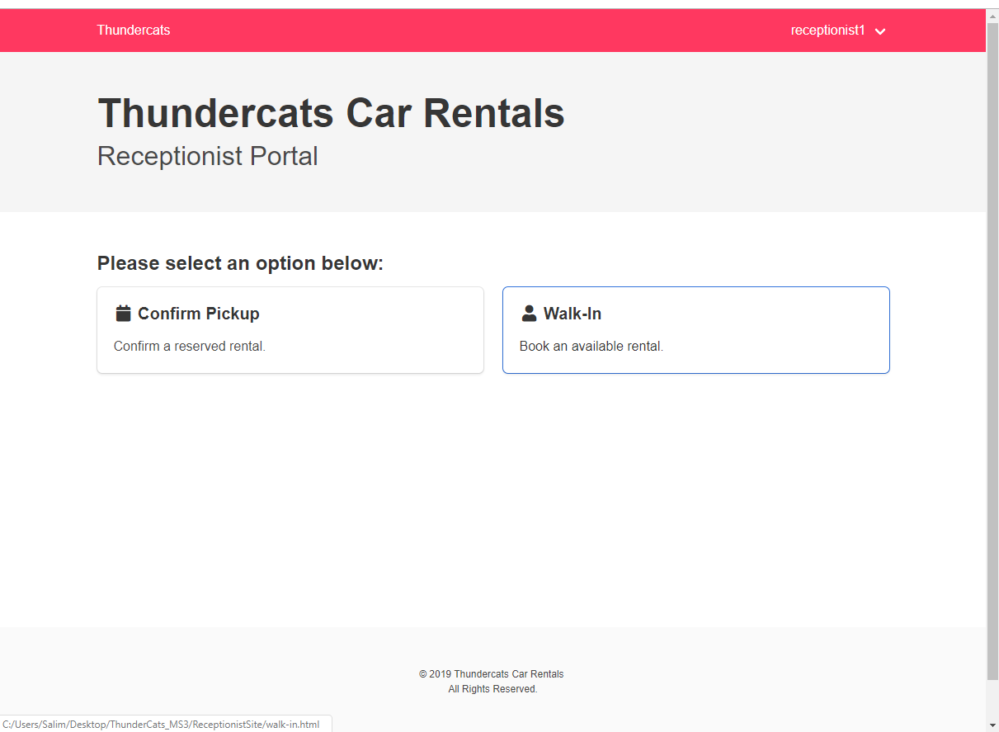 Thundercats
receptionist1
Thundercats Car Rentals
Receptionist Portal
Please select an option below:
Confirm Pickup
Confirm a reserved rental.
Walk-In
Book an available rental.
© 2019 Thundercats Car Rentals
All Rights Reserved.
C:/Users/Salim/Desktop/ThunderCats_MS3/ReceptionistSite/walk-in.html